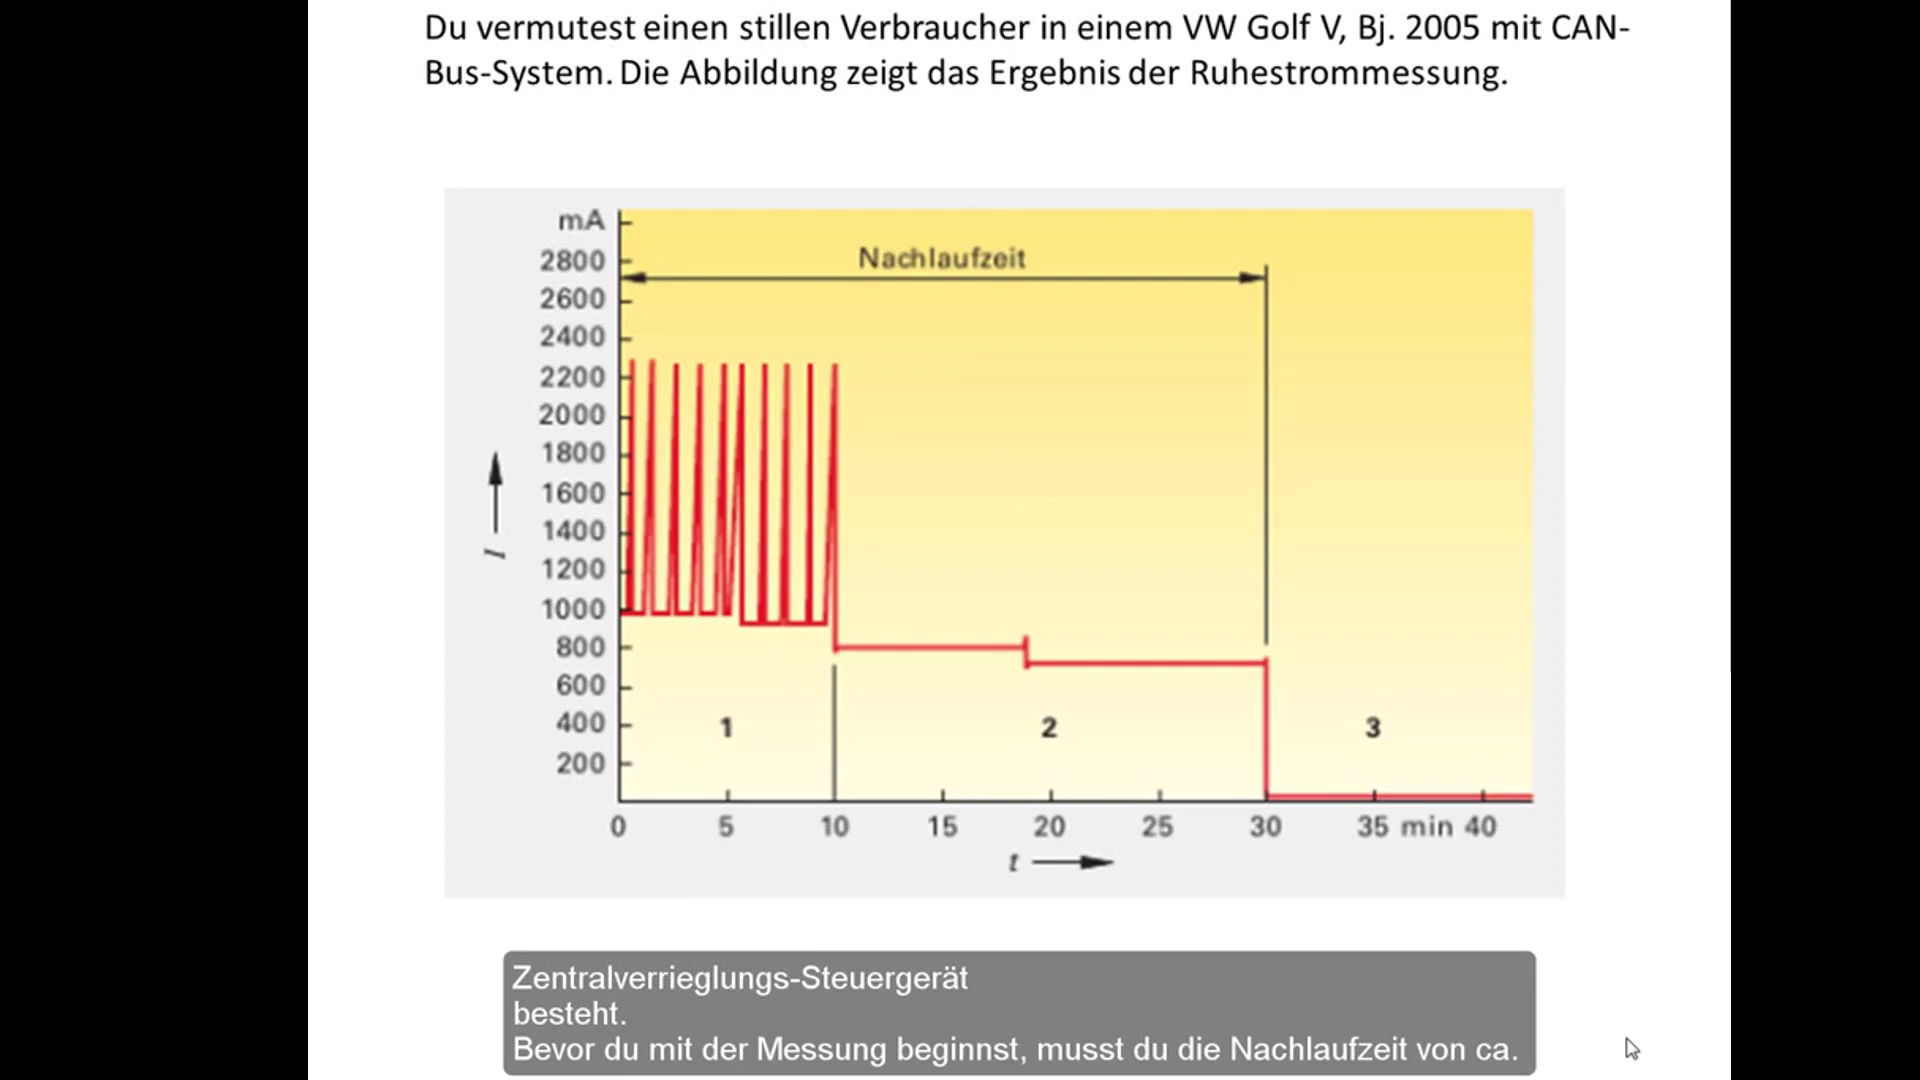 Du vermutest einen stillen Verbraucher in einem VW Golf V, Bj. 2005 mit CAN-
Bus-System. Die Abbildung zeigt das Ergebnis der Ruhestrommessung.
mA
Nachlaufzeit
2800
2600
2400
2200
2000
1800
1600
1400
1200
1000
800
600
400
200
I
1
2
3
0 5 10 15 20 25 30 35 min 40
t
Zentralverrieglungs-Steuergerät
besteht.
Bevor du mit der Messung beginnst, musst du die Nachlaufzeit von ca.